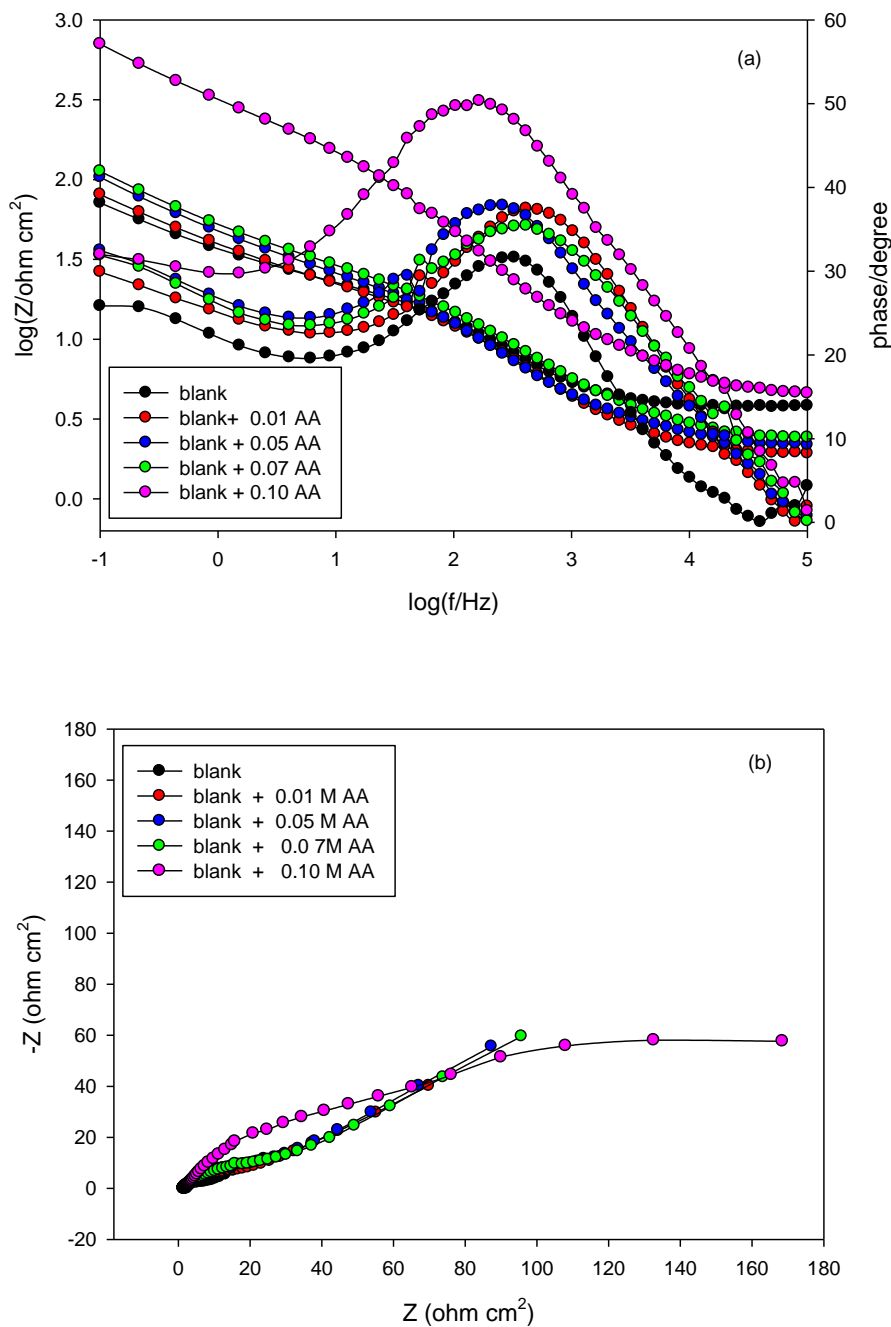 (a)
log(Z/ohm cm²)
3.0
2.5
2.0
1.5
1.0
0.5
0.0
phase/degree
60
50
40
30
20
10
0
blank
blank+ 0.01 AA
blank + 0.05 AA
blank + 0.07 AA
blank + 0.10 AA
-1 0 1 2 3 4 5
log(f/Hz)
(b)
-Z (ohm cm²)
180
160
140
120
100
80
60
40
20
0
-20
blank
blank + 0.01 M AA
blank + 0.05 M AA
blank + 0.0 7M AA
blank + 0.10 M AA
0 20 40 60 80 100 120 140 160 180
Z (ohm cm²)